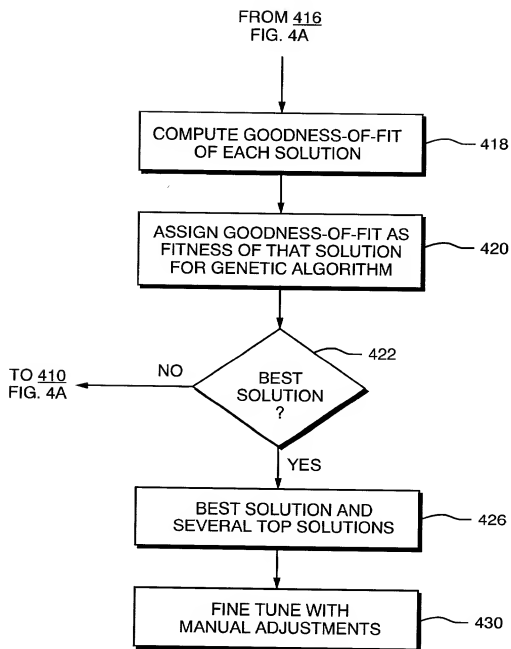 FROM 416
FIG. 4A
COMPUTE GOODNESS-OF-FIT
OF EACH SOLUTION
418
ASSIGN GOODNESS-OF-FIT AS
FITNESS OF THAT SOLUTION
FOR GENETIC ALGORITHM
420
422
BEST
SOLUTION
?
NO
TO 410
FIG. 4A
YES
BEST SOLUTION AND
SEVERAL TOP SOLUTIONS
426
FINE TUNE WITH
MANUAL ADJUSTMENTS
430